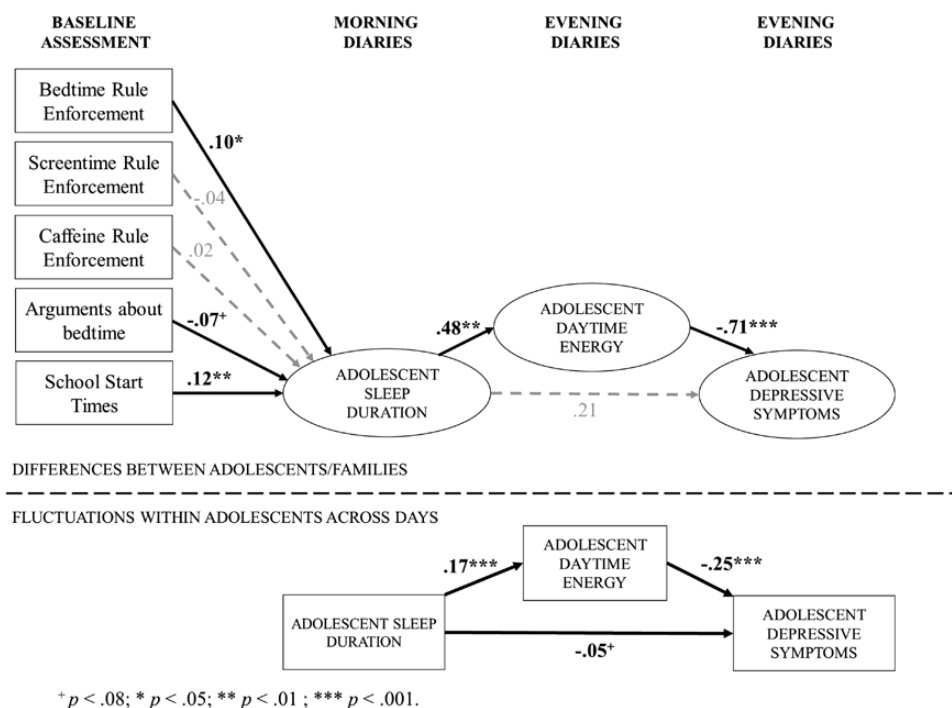 BASELINE
ASSESSMENT
MORNING
DIARIES
EVENING
DIARIES
EVENING
DIARIES
Bedtime Rule
Enforcement
.10*
Screentime Rule
Enforcement
-.04
Caffeine Rule
Enforcement
.02
Arguments about
bedtime
-.07⁺
School Start
Times
.12**
ADOLESCENT
SLEEP
DURATION
.48**
ADOLESCENT
DAYTIME
ENERGY
-.71***
.21
ADOLESCENT
DEPRESSIVE
SYMPTOMS
DIFFERENCES BETWEEN ADOLESCENTS/FAMILIES
FLUCTUATIONS WITHIN ADOLESCENTS ACROSS DAYS
ADOLESCENT SLEEP
DURATION
.17***
ADOLESCENT
DAYTIME
ENERGY
-.25***
-.05⁺
ADOLESCENT
DEPRESSIVE
SYMPTOMS
⁺ p < .08; * p < .05; ** p < .01 ; *** p < .001.